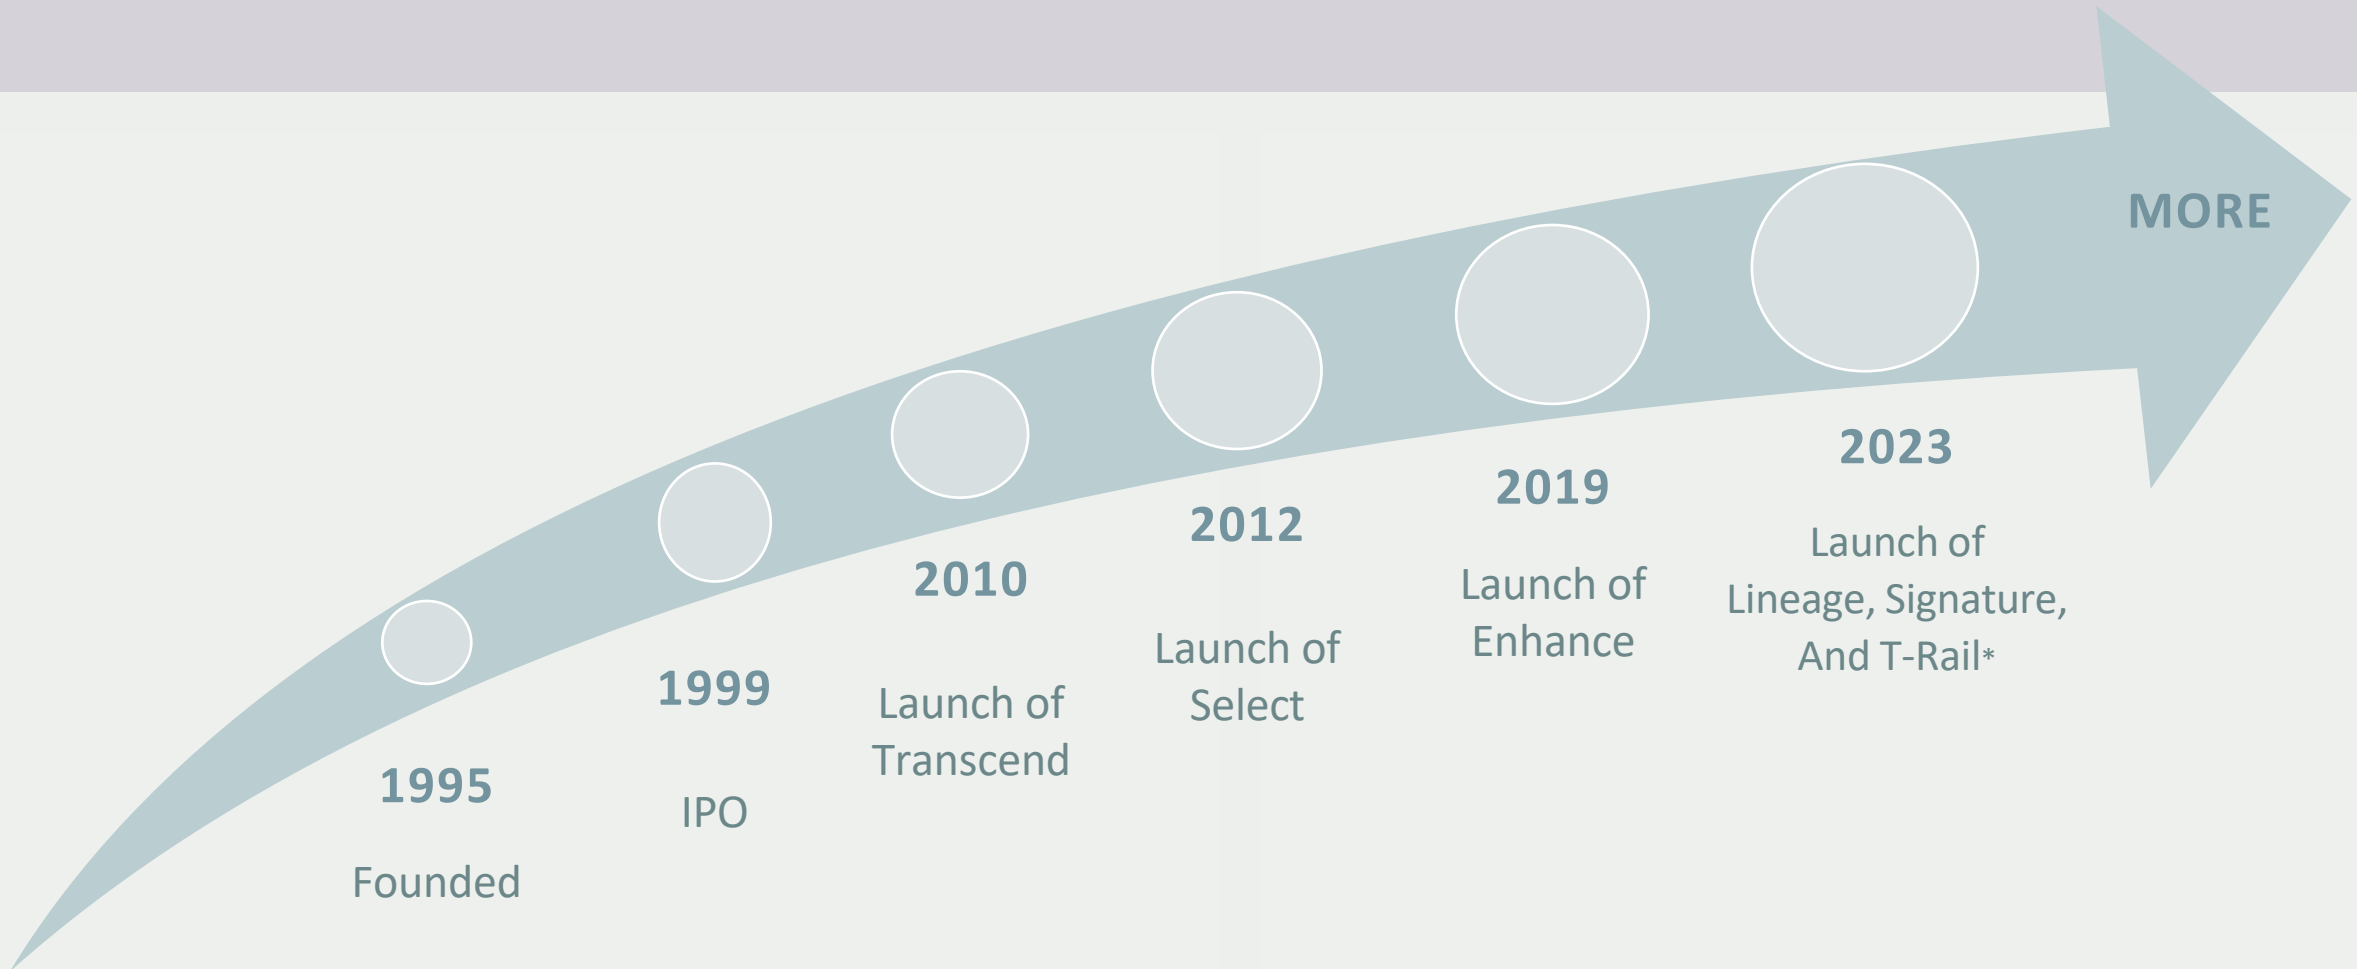 MORE
1995
Founded
1999
IPO
2010
Launch of
Transcend
2012
Launch of
Select
2019
Launch of
Enhance
2023
Launch of
Lineage, Signature,
And T-Rail*